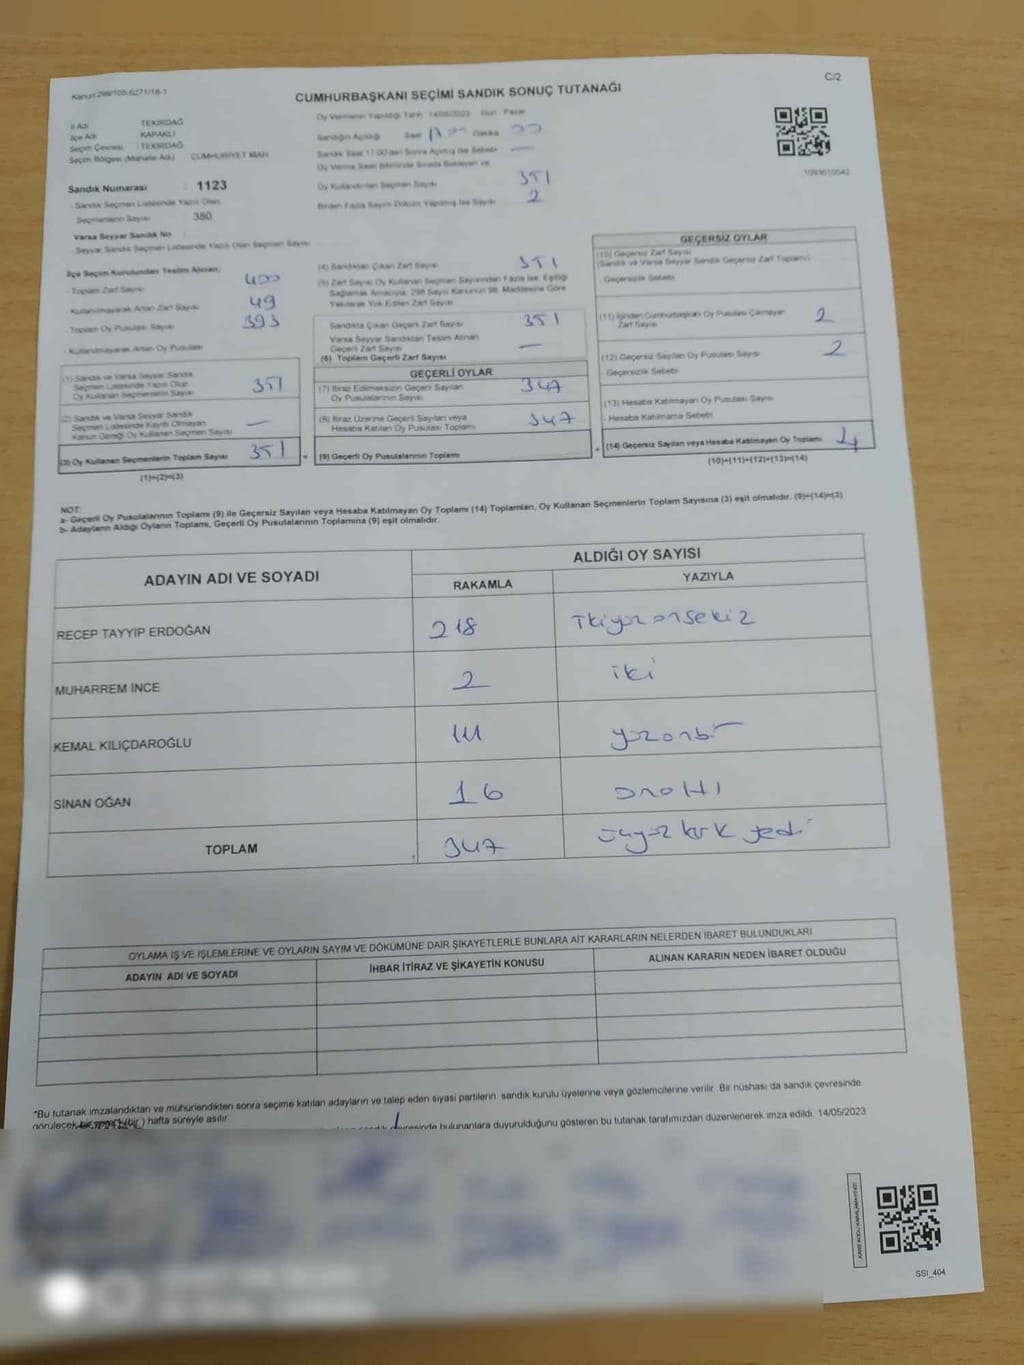 Kanun:298/105,6271/16-1
C/2
CUMHURBAŞKANI SEÇİMİ SANDIK SONUÇ TUTANAĞI
İl Adı : TEKİRDAĞ
İlçe Adı : KAPAKLI
Seçim Çevresi : TEKİRDAĞ
Seçim Bölgesi (Mahalle Adı) : CUMHURİYET MAH
Sandık Numarası : 1123
Sandık Seçmen Listesinde Yazılı Olan
Seçmenlerin Sayısı 380
Varsa Seyyar Sandık No :
Seyyar Sandık Seçmen Listesinde Yazılı Olan Seçmen Sayısı
Oy Vermenin Yapıldığı Tarih 14/05/2023 Gün Pazar
Sandığın Açıldığı Saat 17 00 Dakika
Sandık Saat 17:00'den Sonra Açılmış İse Sebebi —
Oy Verme Saati Bitiminde Sırada Bekleyen ve
Oy Kullandırılan Seçmen Sayısı 351
Birden Fazla Sayım Döküm Yapılmış İse Sayısı 2
1093610042
İlçe Seçim Kurulundan Teslim Alınan,
- Toplam Zarf Sayısı 400
- Kullanılmayarak Artan Zarf Sayısı 49
- Toplam Oy Pusulası Sayısı 393
- Kullanılmayarak Artan Oy Pusulası
(1) Sandık ve Varsa Seyyar Sandık
Seçmen Listesinde Yazılı Olup
Oy Kullanan Seçmenlerin Sayısı 351
(2) Sandık ve Varsa Seyyar Sandık
Seçmen Listesinde Kayıtlı Olmayan
Kanun Gereği Oy Kullanan Seçmen Sayısı —
(3) Oy Kullanan Seçmenlerin Toplam Sayısı 351
(1)+(2)=(3)
(4) Sandıktan Çıkan Zarf Sayısı 351
(5) Zarf Sayısı Oy Kullanan Seçmen Sayısından Fazla İse, Eşitliği
Sağlamak Amacıyla, 298 Sayılı Kanunun 98. Maddesine Göre
Yakılarak Yok Edilen Zarf Sayısı
Sandıkta Çıkan Geçerli Zarf Sayısı 351
Varsa Seyyar Sandıktan Teslim Alınan
Geçerli Zarf Sayısı —
(6) Toplam Geçerli Zarf Sayısı
GEÇERLİ OYLAR
(7) İtiraz Edilmeksizin Geçerli Sayılan
Oy Pusulalarının Sayısı 347
(8) İtiraz Üzerine Geçerli Sayılan veya
Hesaba Katılan Oy Pusulası Toplamı 347
(9) Geçerli Oy Pusulalarının Toplamı
GEÇERSİZ OYLAR
(10) Geçersiz Zarf Sayısı
(Sandık ve Varsa Seyyar Sandık Geçersiz Zarf Toplamı)
Geçersizlik Sebebi
(11) İçinden Cumhurbaşkanı Oy Pusulası Çıkmayan
Zarf Sayısı 2
(12) Geçersiz Sayılan Oy Pusulası Sayısı 2
Geçersizlik Sebebi
(13) Hesaba Katılmayan Oy Pusulası Sayısı
Hesaba Katılmama Sebebi
(14) Geçersiz Sayılan veya Hesaba Katılmayan Oy Toplamı 4
(10)+(11)+(12)+(13)=(14)
NOT:
a- Geçerli Oy Pusulalarının Toplamı (9) ile Geçersiz Sayılan veya Hesaba Katılmayan Oy Toplamı (14) Toplamları, Oy Kullanan Seçmenlerin Toplam Sayısına (3) eşit olmalıdır. (9)+(14)=(3)
b- Adayların Aldığı Oyların Toplamı, Geçerli Oy Pusulalarının Toplamına (9) eşit olmalıdır.
ADAYIN ADI VE SOYADI
ALDIĞI OY SAYISI
RAKAMLA YAZIYLA
RECEP TAYYİP ERDOĞAN 218 İkiyüzonsekiz
MUHARREM İNCE 2 iki
KEMAL KILIÇDAROĞLU 111 yüzonbir
SİNAN OĞAN 16 onaltı
TOPLAM 347 üçyüz kırk yedi
OYLAMA İŞ VE İŞLEMLERİNE VE OYLARIN SAYIM VE DÖKÜMÜNE DAİR ŞİKAYETLERLE BUNLARA AİT KARARLARIN NELERDEN İBARET BULUNDUKLARI
ADAYIN ADI VE SOYADI İHBAR İTİRAZ VE ŞİKAYETİN KONUSU ALINAN KARARIN NEDEN İBARET OLDUĞU
*Bu tutanak imzalandıktan ve mühürlendikten sonra seçime katılan adayların ve talep eden siyasi partilerin sandık kurulu üyelerine veya gözlemcilerine verilir. Bir nüshası da sandık çevresinde
görülecek bir yere (bir) hafta süreyle asılır.
bulunanlara duyurulduğunu gösteren bu tutanak tarafımızdan düzenlenerek imza edildi. 14/05/2023
SSI_404